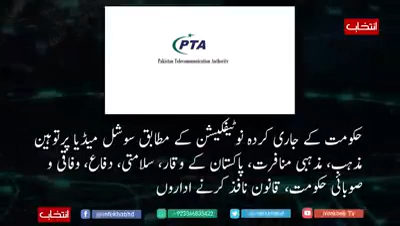 انتخاب
PTA
Pakistan Telecommunication Authority
حکومت کے جاری کردہ نوٹیفکیشن کے مطابق سوشل میڈیا پر توہین
مذہب، مذہبی منافرت، پاکستان کے وقار، سلامتی، دفاع، وفاقی و
صوبائی حکومت، قانون نافذ کرنے اداروں
انتخاب